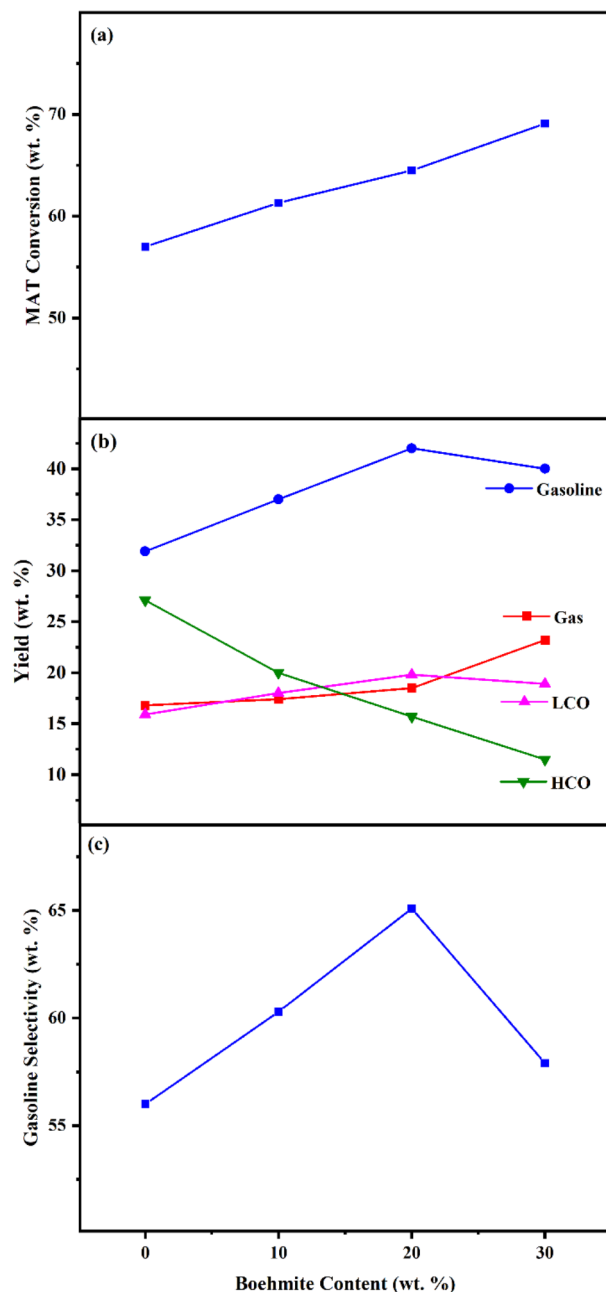 (a)
MAT Conversion (wt. %)
70
60
50
(b)
Yield (wt. %)
40
35
30
25
20
15
10
Gasoline
Gas
LCO
HCO
(c)
Gasoline Selectivity (wt. %)
65
60
55
0 10 20 30
Boehmite Content (wt. %)